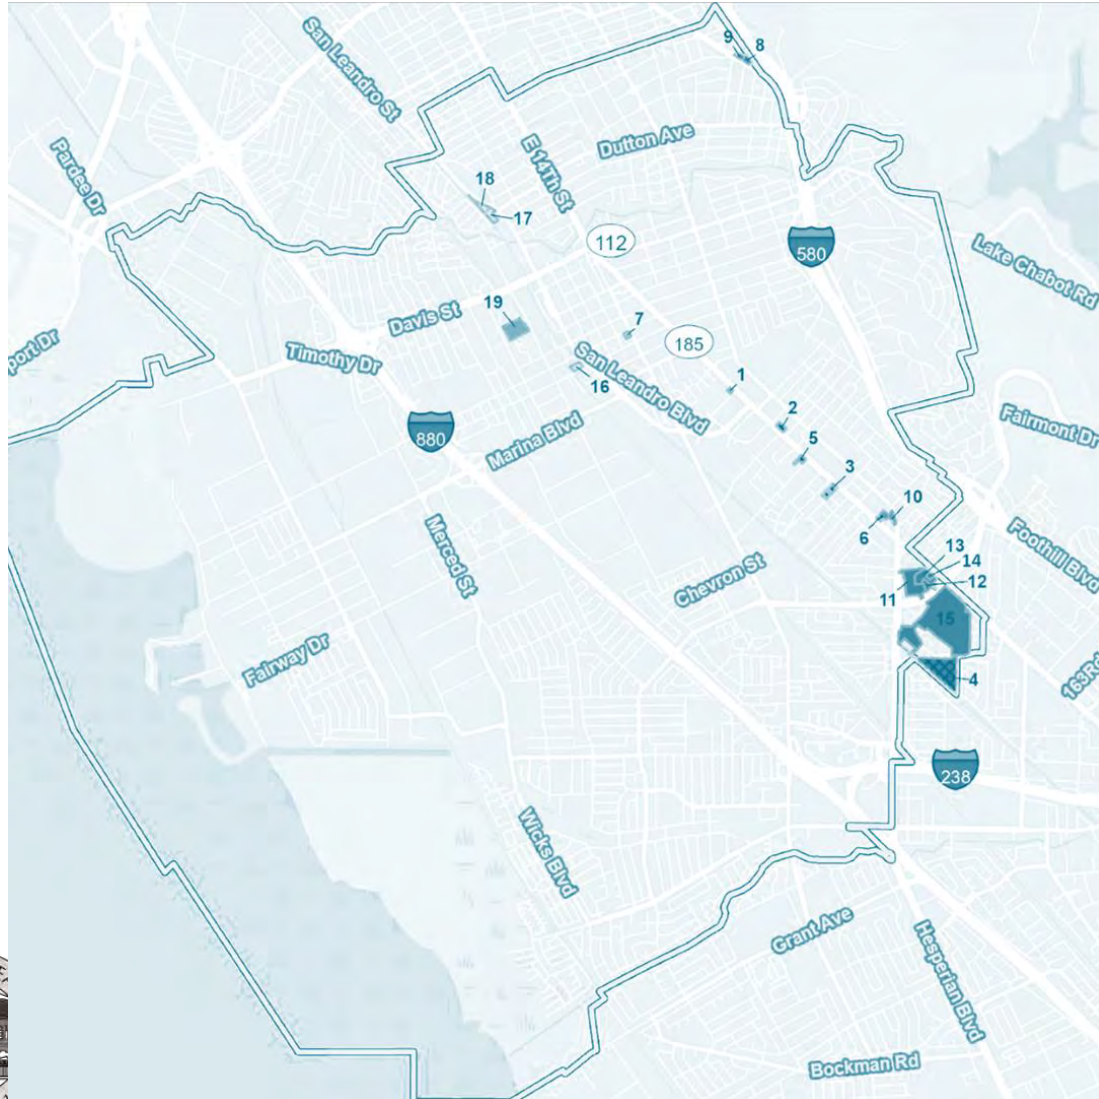 9
8
San Leandro St
Dutton Ave
E 14Th St
Pardee Dr
18
17
112
580
Lake Chabot Rd
19
Davis St
7
185
port Dr
Timothy Dr
16
San Leandro Blvd
1
2
880
Marina Blvd
5
Fairmont Dr
3
10
6
Merced St
Foothill Blvd
13
14
12
11
Chevron St
15
4
163Rd
Fairway Dr
238
Wicks Blvd
Grant Ave
Hesperian Blvd
Bockman Rd